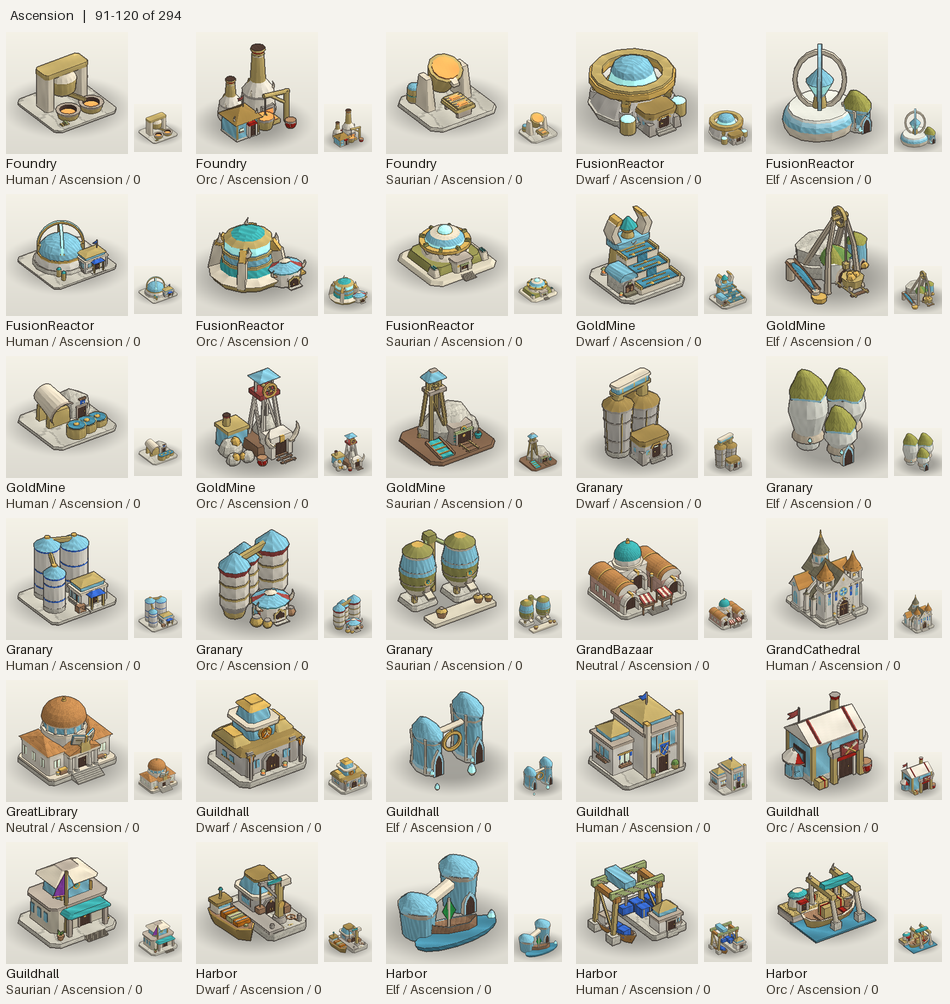 Ascension | 91-120 of 294
Foundry
Human / Ascension / 0
Foundry
Orc / Ascension / 0
Foundry
Saurian / Ascension / 0
FusionReactor
Dwarf / Ascension / 0
FusionReactor
Elf / Ascension / 0
FusionReactor
Human / Ascension / 0
FusionReactor
Orc / Ascension / 0
FusionReactor
Saurian / Ascension / 0
GoldMine
Dwarf / Ascension / 0
GoldMine
Elf / Ascension / 0
GoldMine
Human / Ascension / 0
GoldMine
Orc / Ascension / 0
GoldMine
Saurian / Ascension / 0
Granary
Dwarf / Ascension / 0
Granary
Elf / Ascension / 0
Granary
Human / Ascension / 0
Granary
Orc / Ascension / 0
Granary
Saurian / Ascension / 0
GrandBazaar
Neutral / Ascension / 0
GrandCathedral
Human / Ascension / 0
GreatLibrary
Neutral / Ascension / 0
Guildhall
Dwarf / Ascension / 0
Guildhall
Elf / Ascension / 0
Guildhall
Human / Ascension / 0
Guildhall
Orc / Ascension / 0
Guildhall
Saurian / Ascension / 0
Harbor
Dwarf / Ascension / 0
Harbor
Elf / Ascension / 0
Harbor
Human / Ascension / 0
Harbor
Orc / Ascension / 0